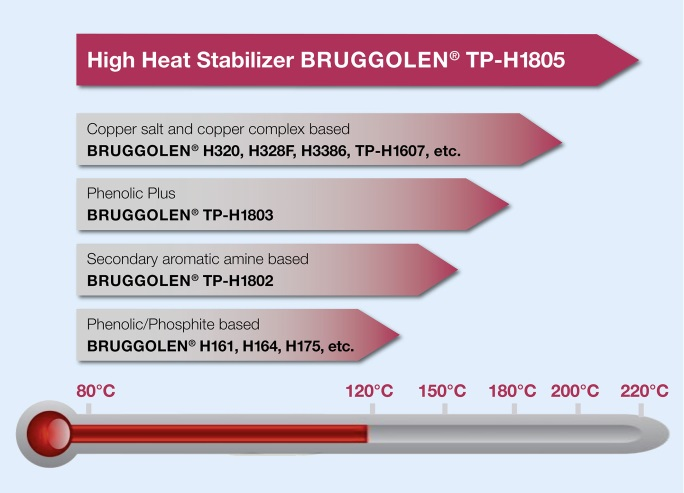 High Heat Stabilizer BRUGGOLEN® TP-H1805
Copper salt and copper complex based
BRUGGOLEN® H320, H328F, H3386, TP-H1607, etc.
Phenolic Plus
BRUGGOLEN® TP-H1803
Secondary aromatic amine based
BRUGGOLEN® TP-H1802
Phenolic/Phosphite based
BRUGGOLEN® H161, H164, H175, etc.
80°C 120°C 150°C 180°C 200°C 220°C